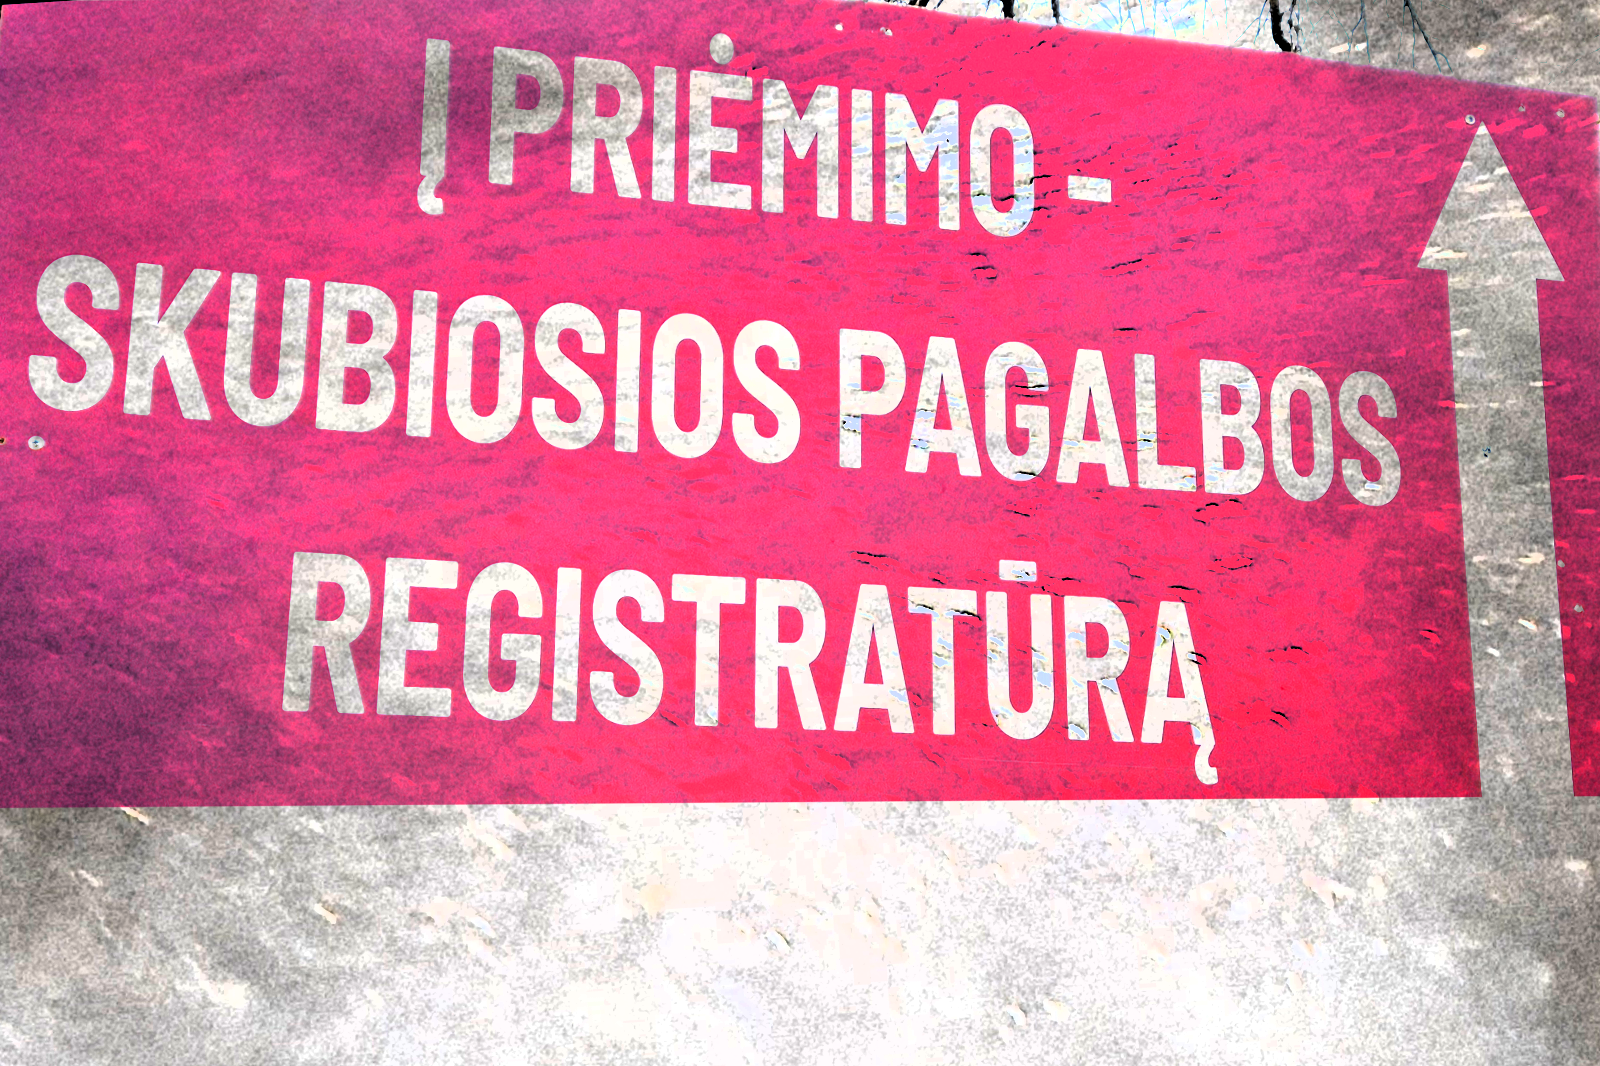 Į PRIĖMIMO -
SKUBIOSIOS PAGALBOS
REGISTRATŪRĄ